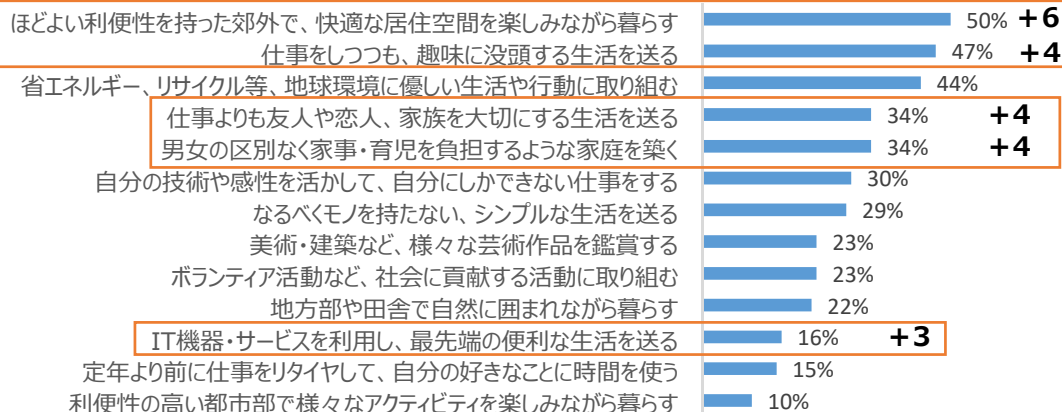 ほどよい利便性を持った郊外で、快適な居住空間を楽しみながら暮らす 50% +6
仕事をしつつも、趣味に没頭する生活を送る 47% +4
省エネルギー、リサイクル等、地球環境に優しい生活や行動に取り組む 44%
仕事よりも友人や恋人、家族を大切にする生活を送る 34% +4
男女の区別なく家事・育児を負担するような家庭を築く 34% +4
自分の技術や感性を活かして、自分にしかできない仕事をする 30%
なるべくモノを持たない、シンプルな生活を送る 29%
美術・建築など、様々な芸術作品を鑑賞する 23%
ボランティア活動など、社会に貢献する活動に取り組む 23%
地方部や田舎で自然に囲まれながら暮らす 22%
IT機器・サービスを利用し、最先端の便利な生活を送る 16% +3
定年より前に仕事をリタイヤして、自分の好きなことに時間を使う 15%
利便性の高い都市部で様々なアクティビティを楽しみながら暮らす 10%